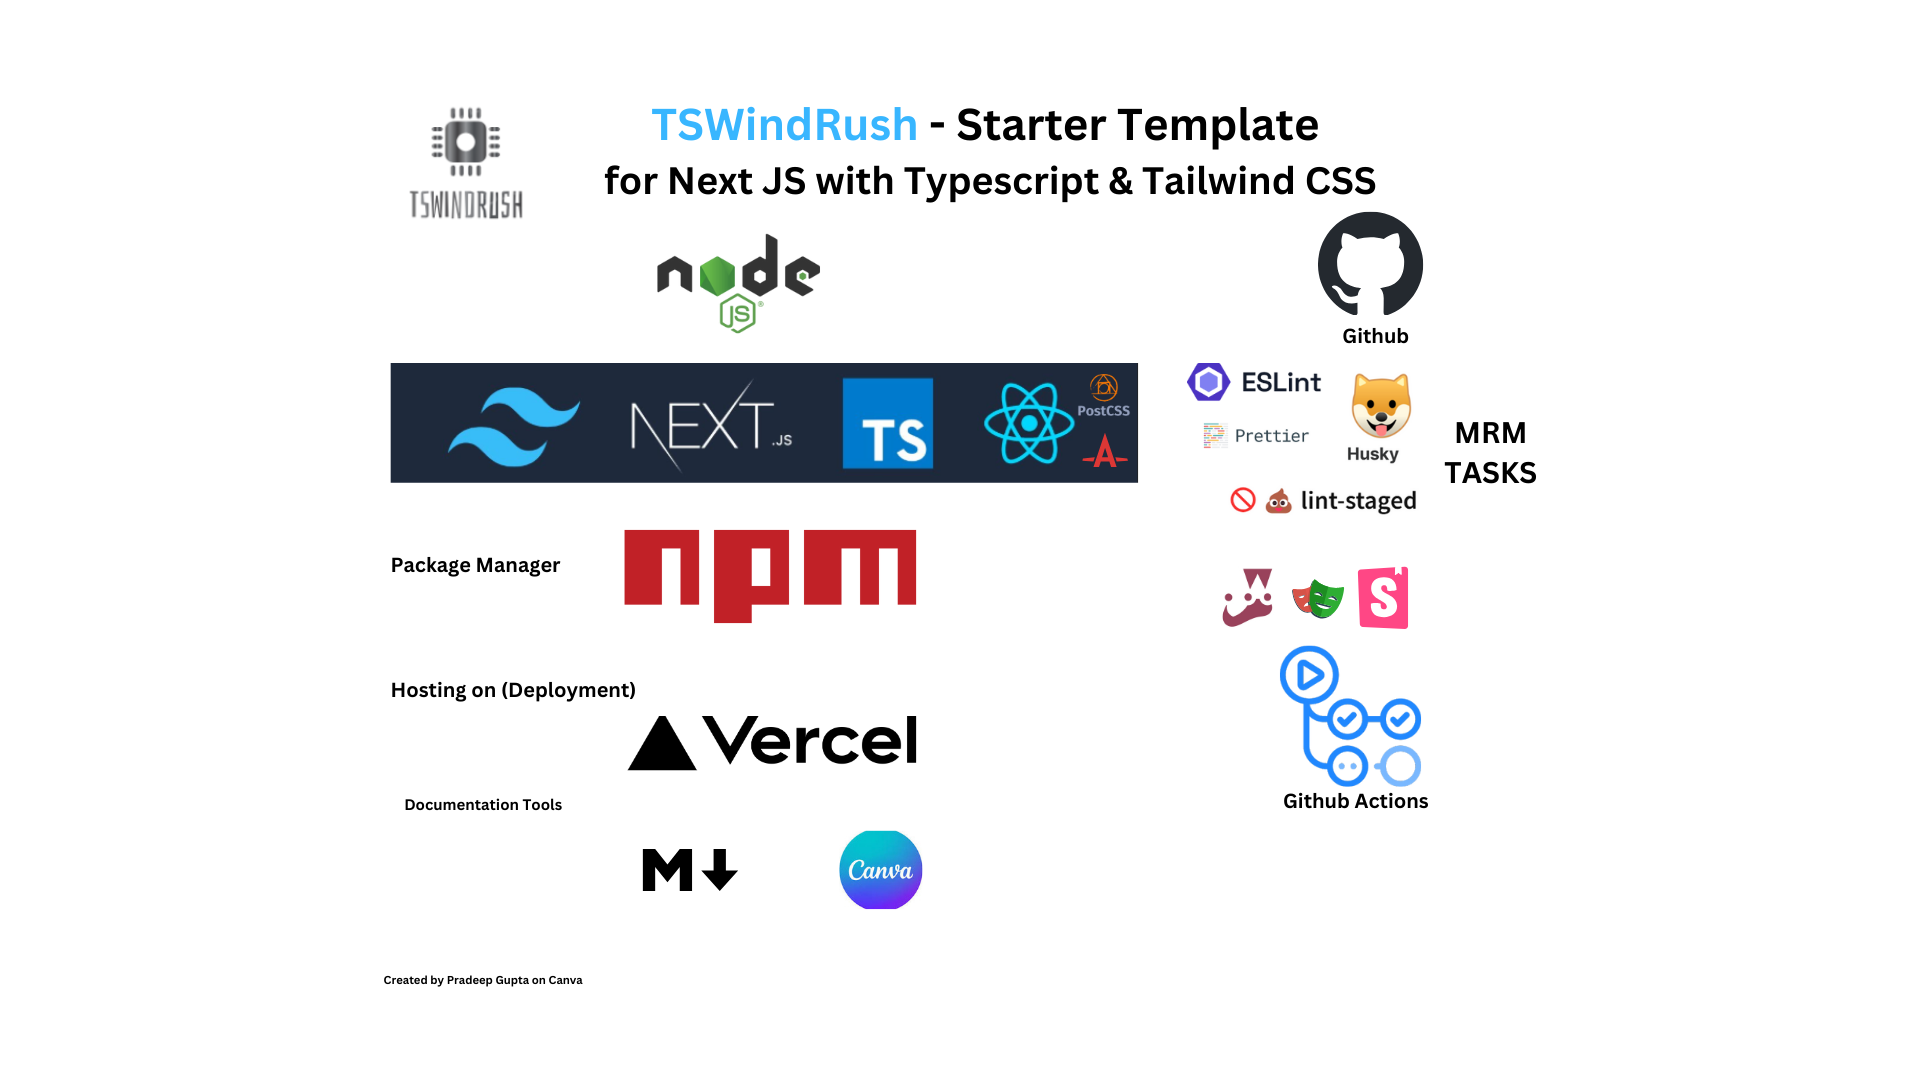 TSWindRush - Starter Template
for Next JS with Typescript & Tailwind CSS
TSWINDRUSH
node
JS
Github
NEXT.JS
TS
PostCSS
A
ESLint
Prettier
Husky
MRM
TASKS
lint-staged
Package Manager
npm
S
Hosting on (Deployment)
Vercel
Github Actions
Documentation Tools
M
Canva
Created by Pradeep Gupta on Canva